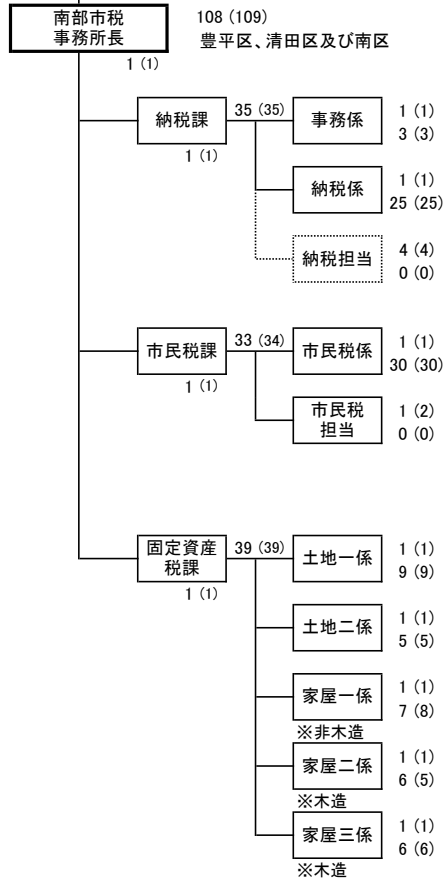 南部市税
事務所長
108 (109)
豊平区、清田区及び南区
1 (1)
納税課
35 (35)
1 (1)
事務係
1 (1)
3 (3)
納税係
1 (1)
25 (25)
納税担当
4 (4)
0 (0)
市民税課
33 (34)
1 (1)
市民税係
1 (1)
30 (30)
市民税
担当
1 (2)
0 (0)
固定資産
税課
39 (39)
1 (1)
土地一係
1 (1)
9 (9)
土地二係
1 (1)
5 (5)
家屋一係
1 (1)
7 (8)
※非木造
家屋二係
1 (1)
6 (5)
※木造
家屋三係
1 (1)
6 (6)
※木造